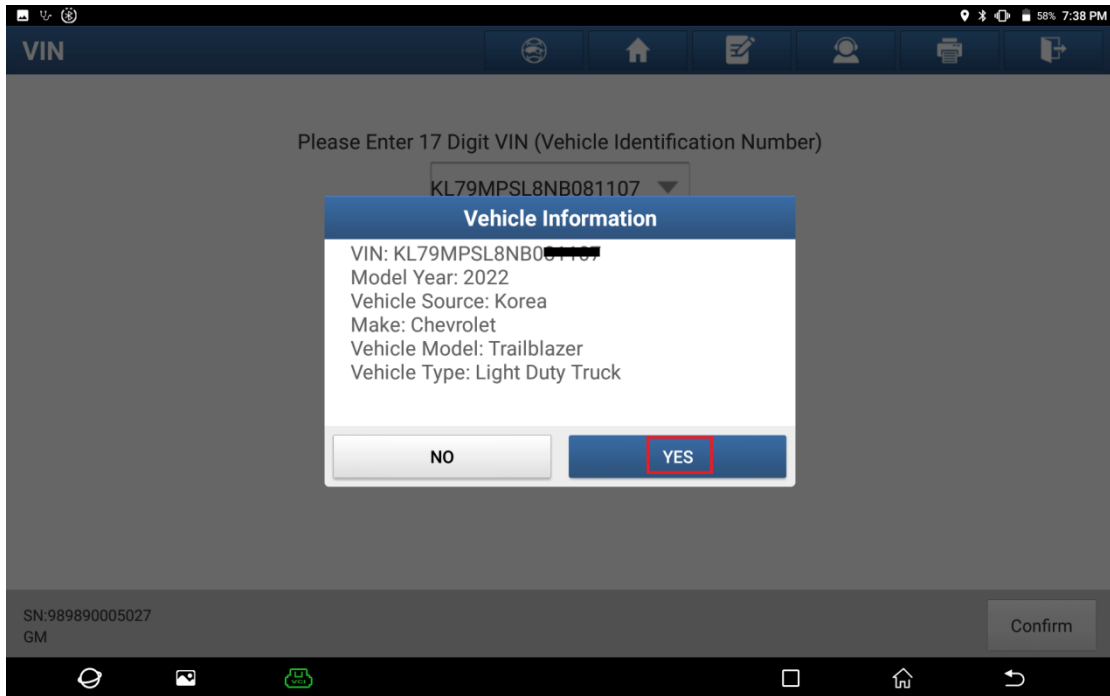 58% 7:38 PM
VIN
Please Enter 17 Digit VIN (Vehicle Identification Number)
KL79MPSL8NB081107
Vehicle Information
VIN: KL79MPSL8NB0
Model Year: 2022
Vehicle Source: Korea
Make: Chevrolet
Vehicle Model: Trailblazer
Vehicle Type: Light Duty Truck
NO
YES
SN:989890005027
GM
Confirm
VCI